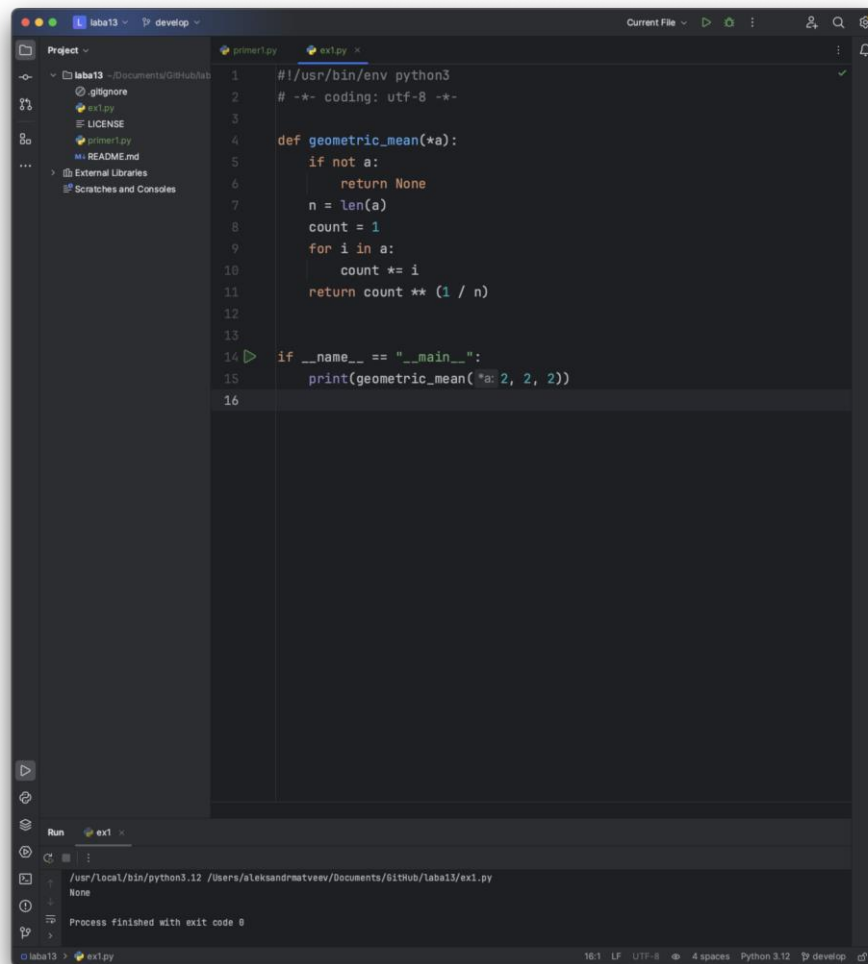 L laba13 develop Current File
Project
primer1.py ex1.py
laba13 ~/Documents/GitHub/lab
.gitignore
ex1.py
LICENSE
primer1.py
M↓ README.md
External Libraries
Scratches and Consoles
1 #!/usr/bin/env python3
2 # -*- coding: utf-8 -*-
3
4 def geometric_mean(*a):
5 if not a:
6 return None
7 n = len(a)
8 count = 1
9 for i in a:
10 count *= i
11 return count ** (1 / n)
12
13
14 if __name__ == "__main__":
15 print(geometric_mean( *a: 2, 2, 2))
16
Run ex1
/usr/local/bin/python3.12 /Users/aleksandrmatveev/Documents/GitHub/laba13/ex1.py
None
Process finished with exit code 0
laba13 > ex1.py 16:1 LF UTF-8 4 spaces Python 3.12 develop